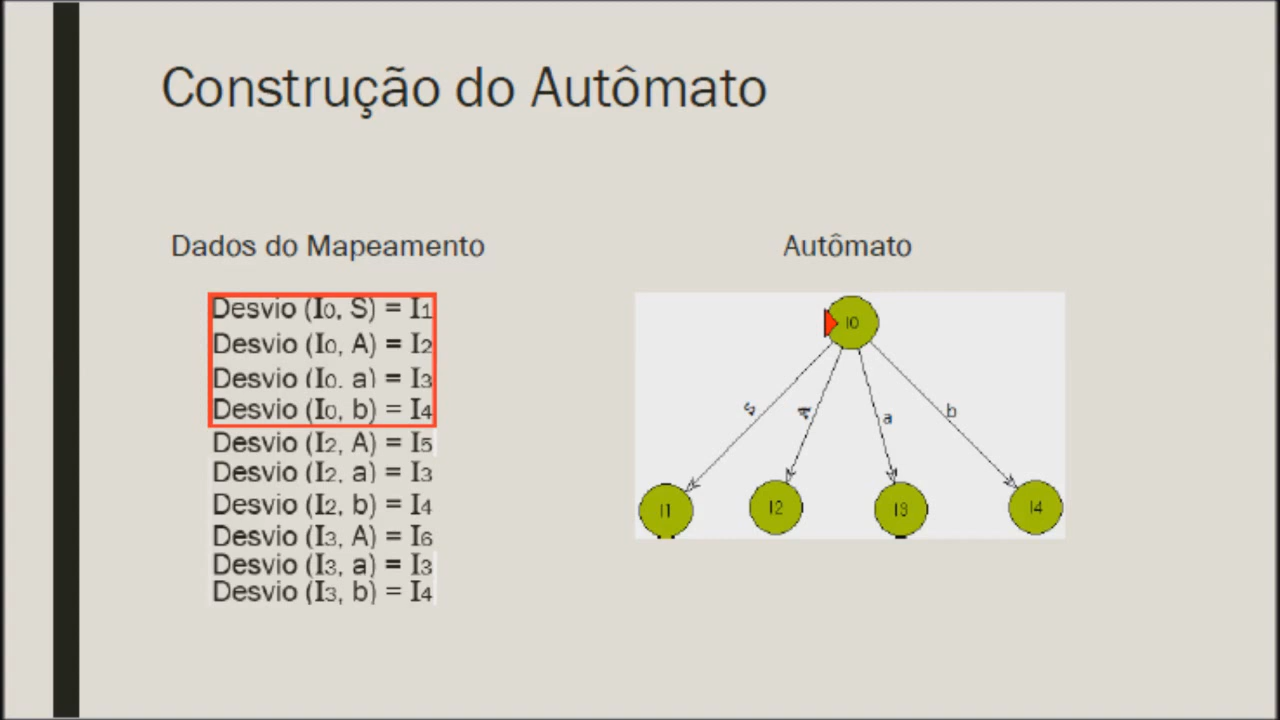 Construção do Autômato
Dados do Mapeamento
Desvio (I0, S) = I1
Desvio (I0, A) = I2
Desvio (I0, a) = I3
Desvio (I0, b) = I4
Desvio (I2, A) = I5
Desvio (I2, a) = I3
Desvio (I2, b) = I4
Desvio (I3, A) = I6
Desvio (I3, a) = I3
Desvio (I3, b) = I4
Autômato
I0
S
A
a
b
I1
I2
I3
I4